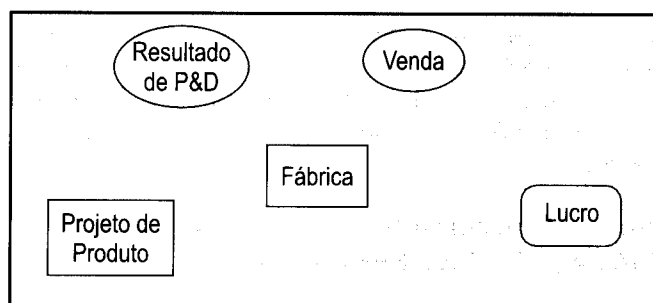 Resultado
de P&D
Venda
Fábrica
Projeto de
Produto
Lucro